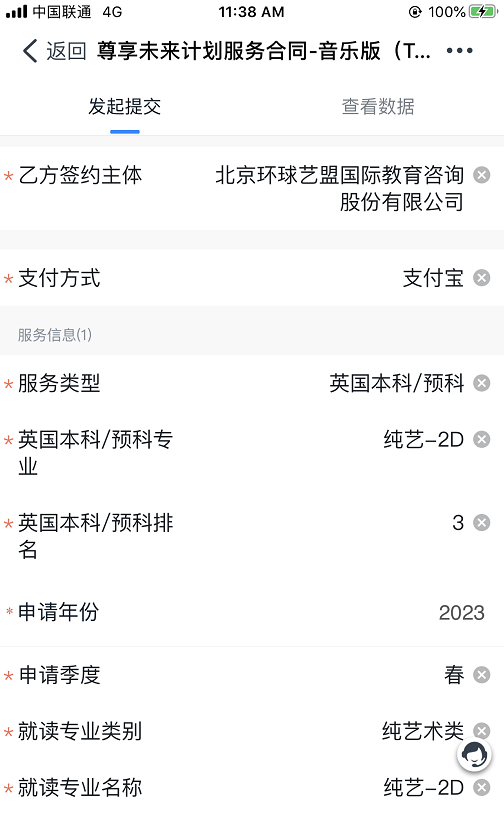 中国联通 4G 11:38 AM 100%
返回 尊享未来计划服务合同-音乐版（T...
发起提交 查看数据
*乙方签约主体 北京环球艺盟国际教育咨询
股份有限公司
*支付方式 支付宝
服务信息(1)
*服务类型 英国本科/预科
*英国本科/预科专 纯艺-2D
业
*英国本科/预科排 3
名
*申请年份 2023
*申请季度 春
*就读专业类别 纯艺术类
*就读专业名称 纯艺-2D